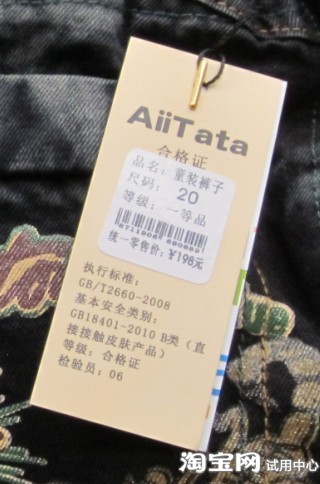 AiiTata
合格证
品名：童装裤子
尺码：20
等级：一等品
统一零售价：¥198元
执行标准：
GB/T2660-2008
基本安全类别：
GB18401-2010 B类（直
接接触皮肤产品）
等级：合格证
检验员：06
淘宝网 试用中心